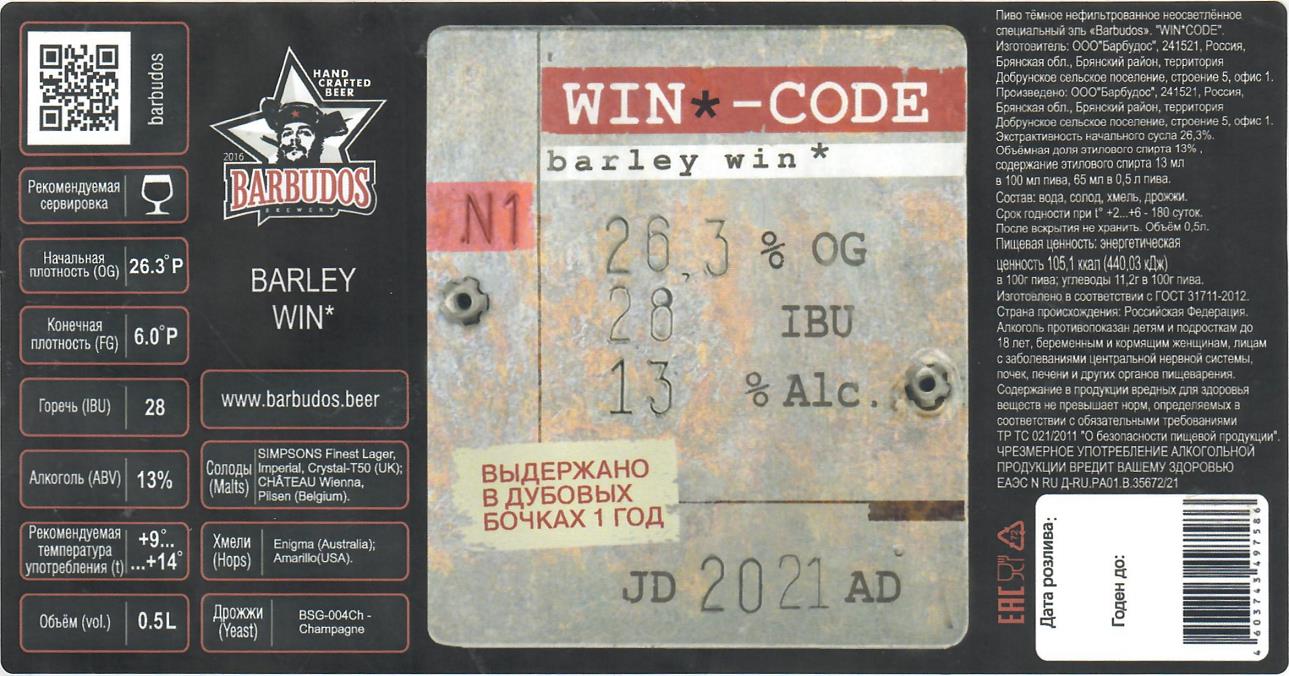 barbudos
Рекомендуемая
сервировка
Начальная
плотность (OG)
26.3°P
Конечная
плотность (FG)
6.0°P
Горечь (IBU)
28
Алкоголь (ABV)
13%
Рекомендуемая
температура
употребления (t)
+9°...
...+14°
Объём (vol.)
0.5L
HAND
CRAFTED
BEER
2016
BARBUDOS
BREWERY
BARLEY
WIN*
www.barbudos.beer
Солоды
(Malts)
SIMPSONS Finest Lager,
Imperial, Crystal-T50 (UK);
CHÂTEAU Wienna,
Pilsen (Belgium).
Хмели
(Hops)
Enigma (Australia);
Amarillo(USA).
Дрожжи
(Yeast)
BSG-004Ch -
Champagne
WIN*-CODE
barley win*
N1
26,3 % OG
28 IBU
13 % Alc.
ВЫДЕРЖАНО
В ДУБОВЫХ
БОЧКАХ 1 ГОД
JD 2021 AD
Пиво тёмное нефильтрованное неосветлённое
специальный эль «Barbudos». "WIN*CODE".
Изготовитель: ООО"Барбудос", 241521, Россия,
Брянская обл., Брянский район, территория
Добрунское сельское поселение, строение 5, офис 1.
Произведено: ООО"Барбудос", 241521, Россия,
Брянская обл., Брянский район, территория
Добрунское сельское поселение, строение 5, офис 1.
Экстрактивность начального сусла 26,3%.
Объёмная доля этилового спирта 13% ,
содержание этилового спирта 13 мл
в 100 мл пива, 65 мл в 0,5 л пива.
Состав: вода, солод, хмель, дрожжи.
Срок годности при t° +2...+6 - 180 суток.
После вскрытия не хранить. Объём 0,5л.
Пищевая ценность: энергетическая
ценность 105,1 ккал (440,03 кДж)
в 100г пива; углеводы 11,2г в 100г пива.
Изготовлено в соответствии с ГОСТ 31711-2012.
Страна происхождения: Российская Федерация.
Алкоголь противопоказан детям и подросткам до
18 лет, беременным и кормящим женщинам, лицам
с заболеваниями центральной нервной системы,
почек, печени и других органов пищеварения.
Содержание в продукции вредных для здоровья
веществ не превышает норм, определяемых в
соответствии с обязательными требованиями
ТР ТС 021/2011 "О безопасности пищевой продукции".
ЧРЕЗМЕРНОЕ УПОТРЕБЛЕНИЕ АЛКОГОЛЬНОЙ
ПРОДУКЦИИ ВРЕДИТ ВАШЕМУ ЗДОРОВЬЮ
ЕАЭС N RU Д-RU.РА01.В.35672/21
EAC
72
Дата розлива:
Годен до:
4 603743 497586